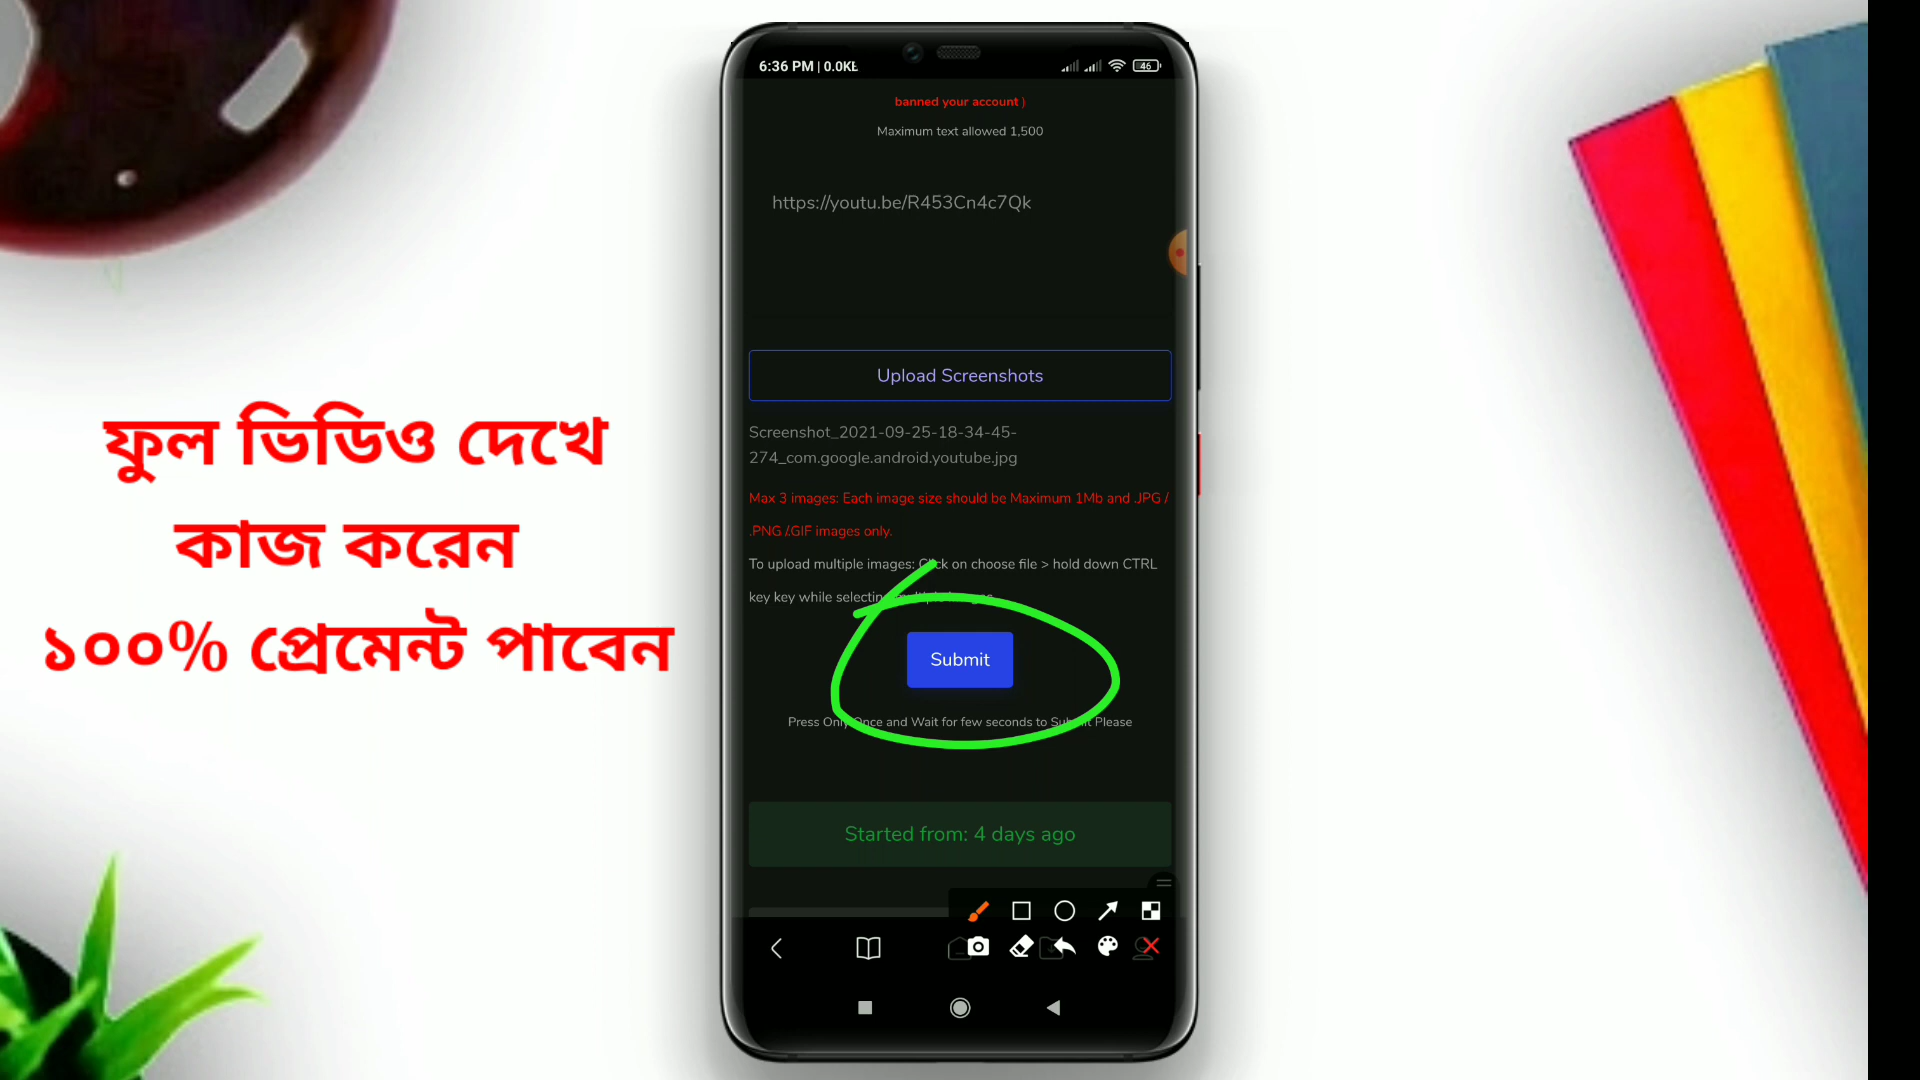 ফুল ভিডিও দেখে
কাজ করেন
১০০% প্রেমেন্ট পাবেন
6:36 PM | 0.0KE
46
banned your account )
Maximum text allowed 1,500
https://youtu.be/R453Cn4c7Qk
Upload Screenshots
Screenshot_2021-09-25-18-34-45-
274_com.google.android.youtube.jpg
Max 3 images: Each image size should be Maximum 1Mb and .JPG /
.PNG /.GIF images only.
To upload multiple images: Click on choose file > hold down CTRL
key key while selecting multiple images
Submit
Press Only Once and Wait for few seconds to Submit Please
Started from: 4 days ago